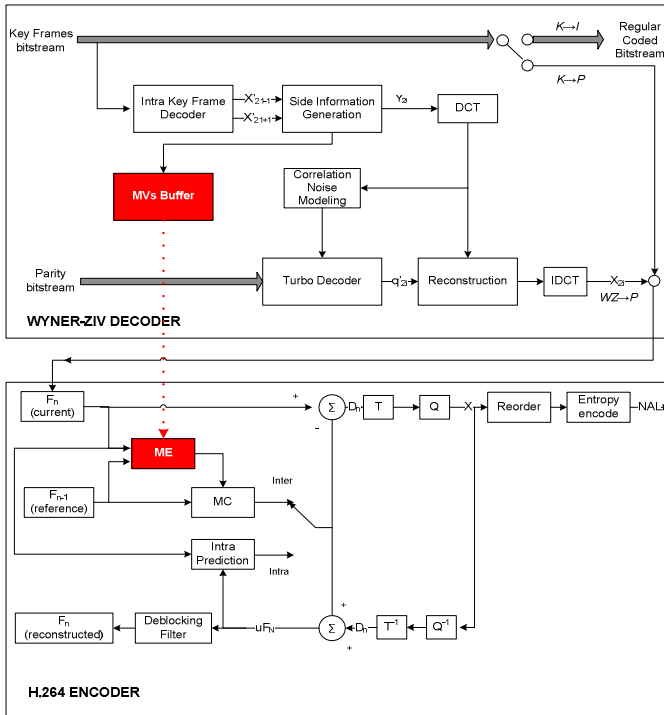 Key Frames
bitstream
K→I
Regular
Coded
Bitstream
K→P
Intra Key Frame
Decoder
X'21-1
X'2I+1
Side Information
Generation
Y2i
DCT
MVs Buffer
Correlation
Noise
Modeling
Parity
bitstream
Turbo Decoder
q'2i
Reconstruction
IDCT
X2i
WZ→P
WYNER-ZIV DECODER
Fn
(current)
+
Σ
-
Dn
T
Q
X
Reorder
Entropy
encode
NAL
ME
Fn-1
(reference)
MC
Inter
Intra
Prediction
Intra
Fn
(reconstructed)
Deblocking
Filter
uFN
+
Σ
+
Dn
T-1
Q-1
H.264 ENCODER